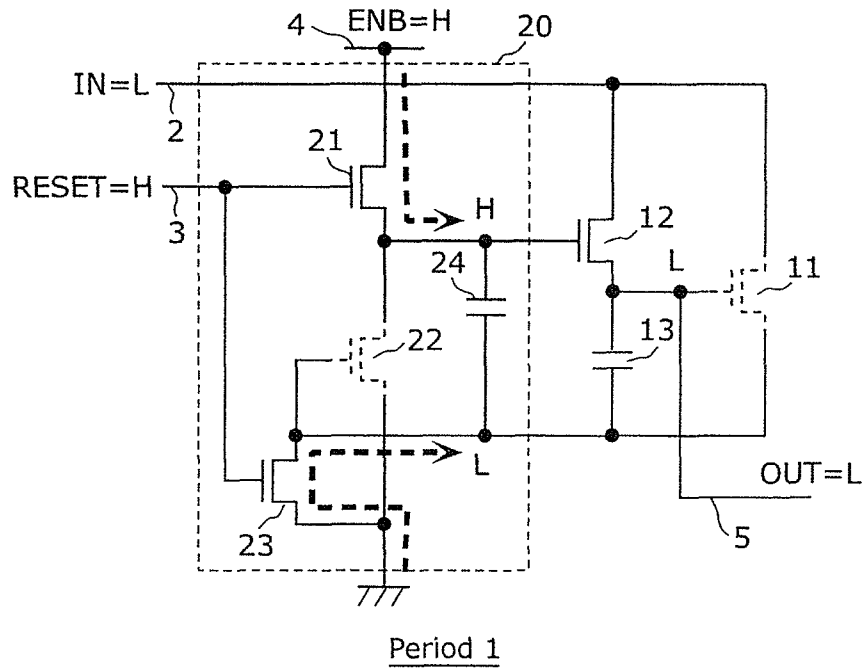 ENB=H
4
20
IN=L
2
21
RESET=H
3
H
12
24
L
11
22
13
L
OUT=L
23
5
Period 1